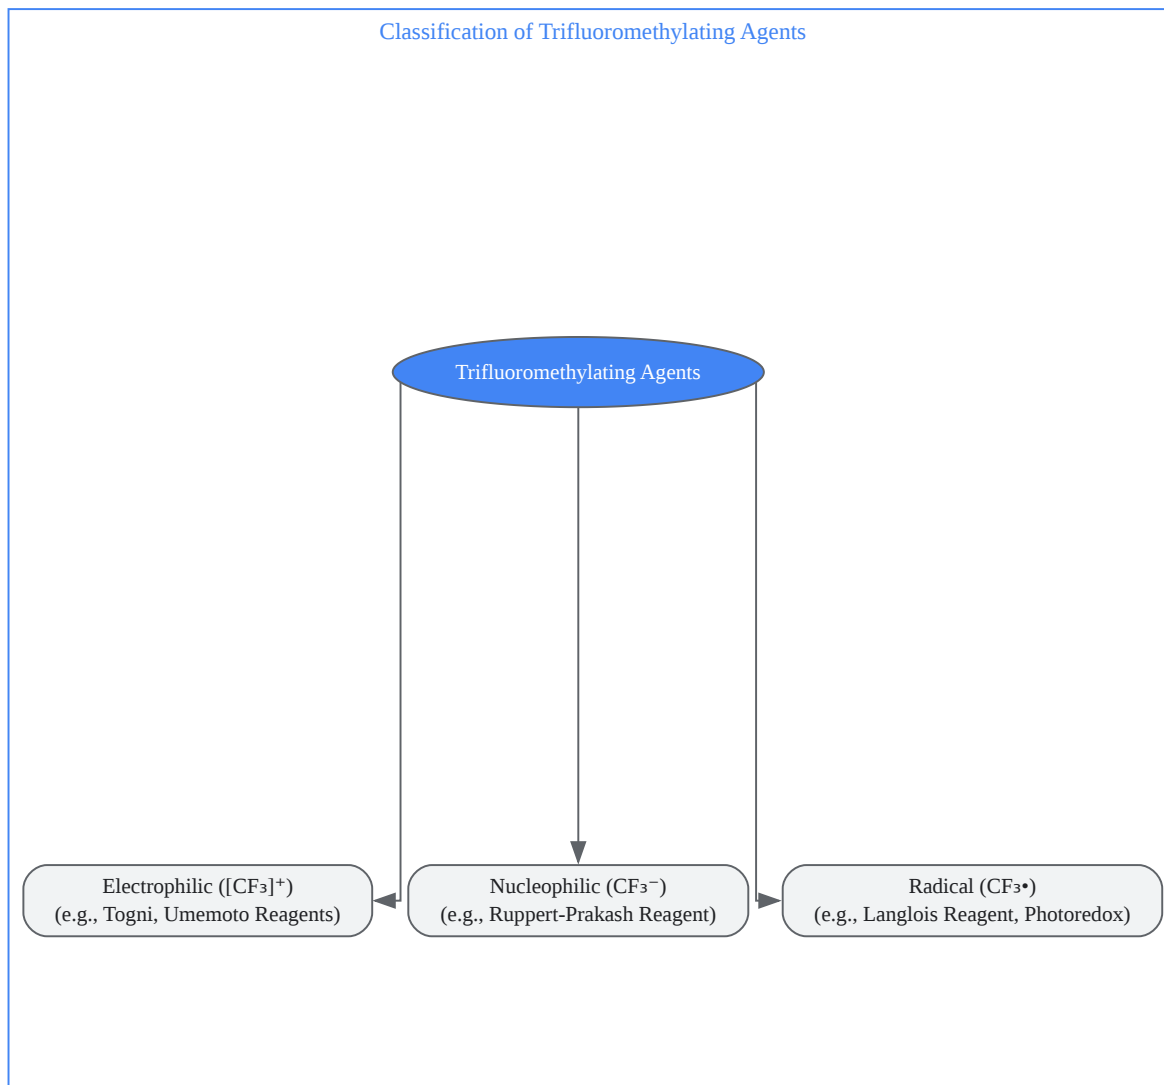 Classification of Trifluoromethylating Agents
Trifluoromethylating Agents
Electrophilic ([CF₃]⁺)
(e.g., Togni, Umemoto Reagents)
Nucleophilic (CF₃⁻)
(e.g., Ruppert-Prakash Reagent)
Radical (CF₃•)
(e.g., Langlois Reagent, Photoredox)